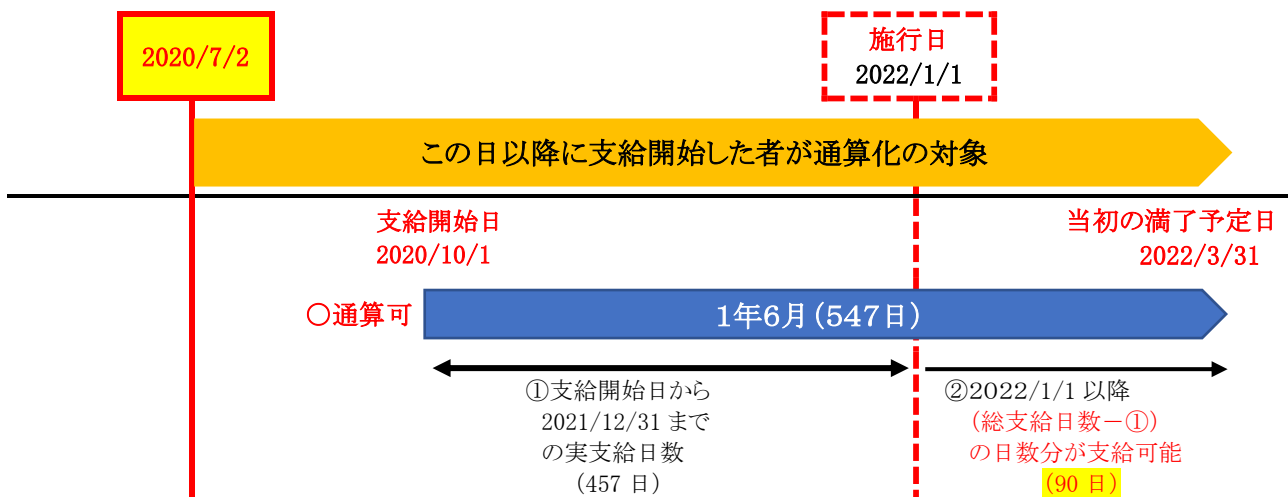 2020/7/2
施行日
2022/1/1
この日以降に支給開始した者が通算化の対象
支給開始日
2020/10/1
当初の満了予定日
2022/3/31
〇通算可
1年6月(547日)
①支給開始日から
2021/12/31まで
の実支給日数
(457 日)
②2022/1/1 以降
(総支給日数－①)
の日数分が支給可能
(90 日)